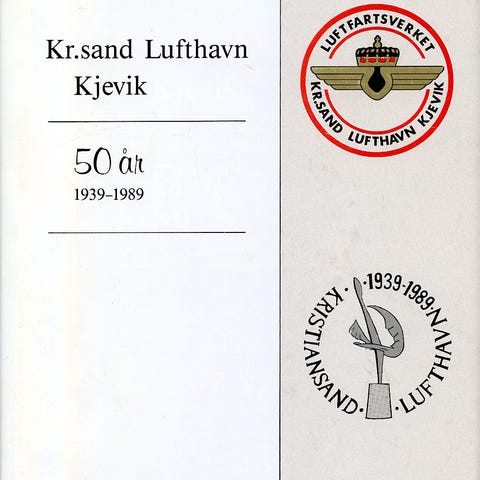 Kr.sand Lufthavn
Kjevik
50 år
1939–1989
LUFTFARTSVERKET
KR.SAND LUFTHAVN KJEVIK
·1939-1989·
·KRISTIANSAND·
·LUFTHAVN